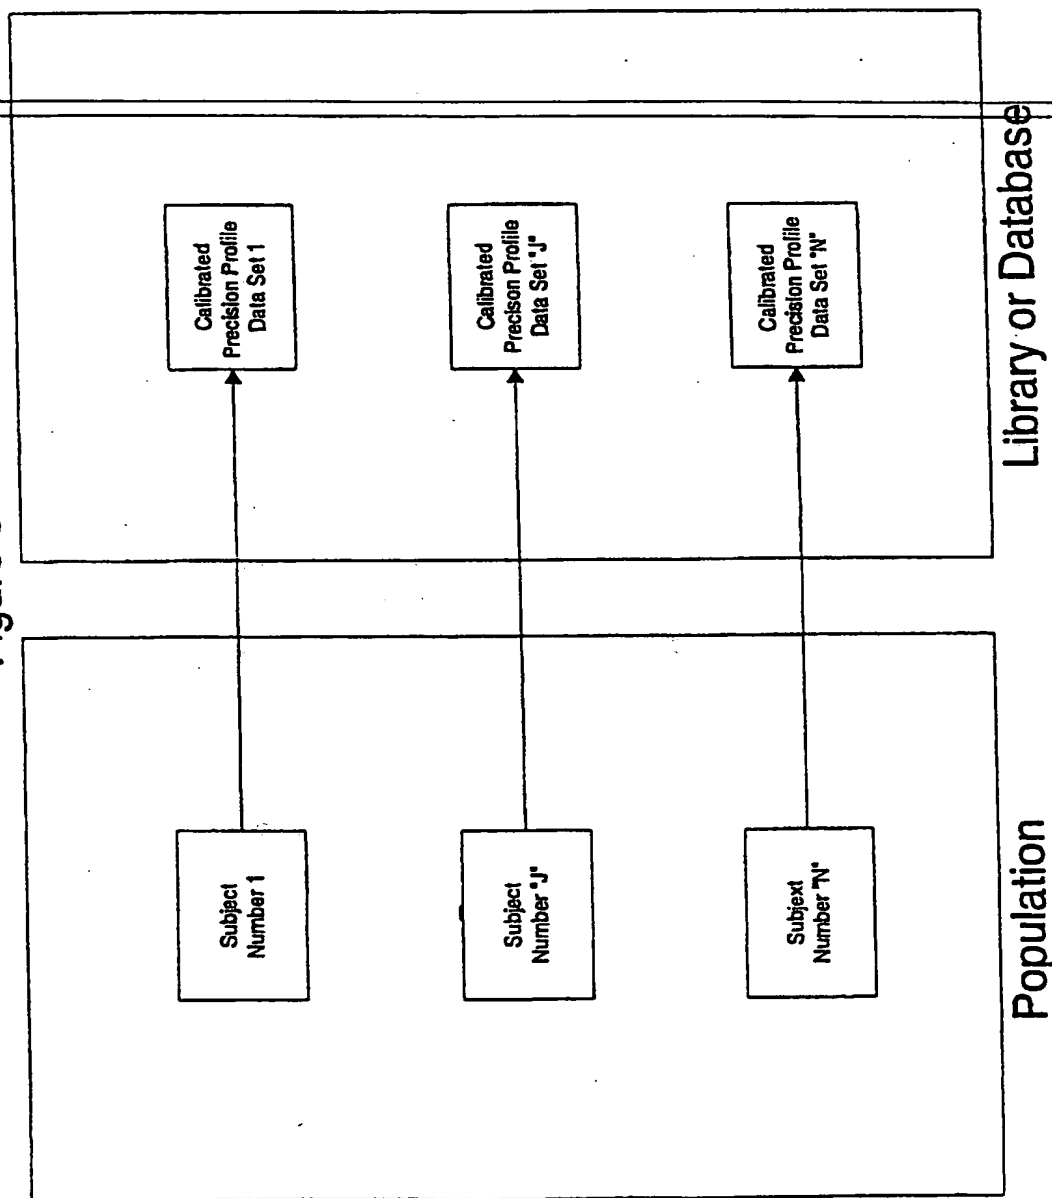 Subject
Number 1
Subject
Number "J"
Subjext
Number "N"
Population
Calibrated
Precision Profile
Data Set 1
Calibrated
Precison Profile
Data Set "J"
Calibrated
Precision Profile
Data Set "N"
Library or Database